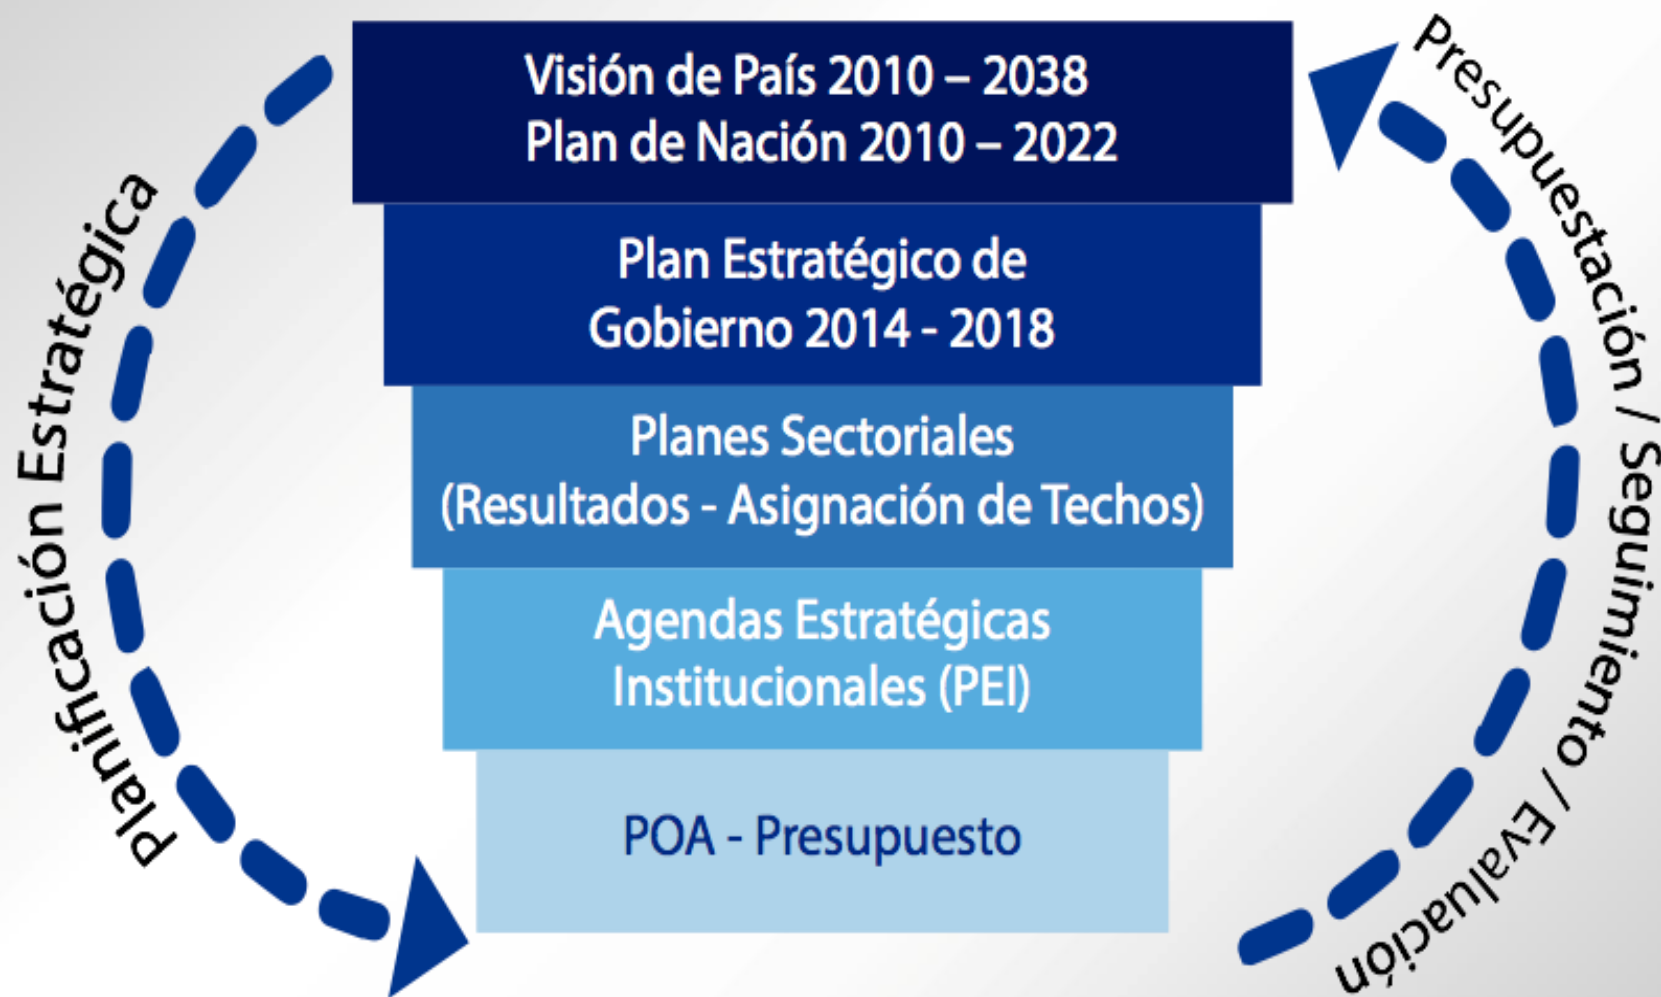 Visión de País 2010 – 2038
Plan de Nación 2010 – 2022
Plan Estratégico de
Gobierno 2014 - 2018
Planes Sectoriales
(Resultados - Asignación de Techos)
Agendas Estratégicas
Institucionales (PEI)
POA - Presupuesto
Planificación Estratégica
Presupuestación / Seguimiento / Evaluación